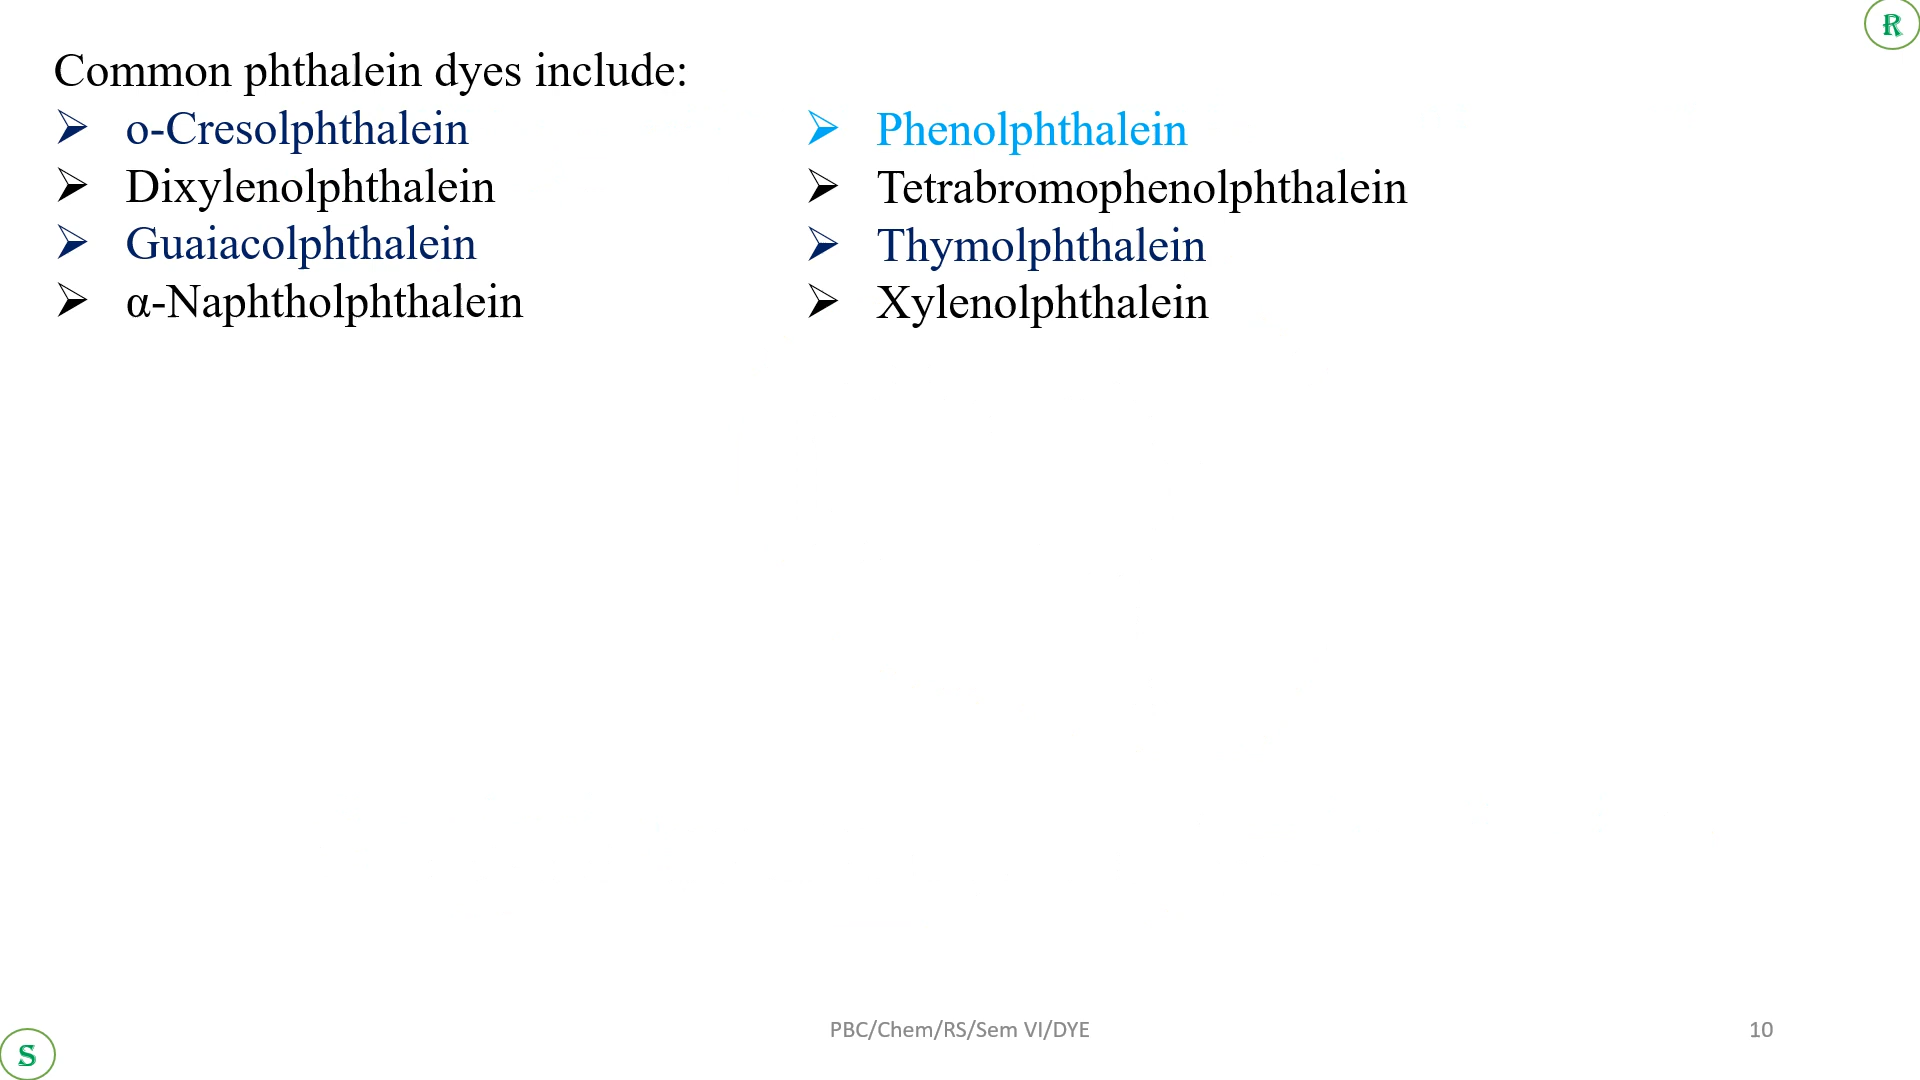 R
Common phthalein dyes include:
➢ o-Cresolphthalein
➢ Dixylenolphthalein
➢ Guaiacolphthalein
➢ α-Naphtholphthalein
➢ Phenolphthalein
➢ Tetrabromophenolphthalein
➢ Thymolphthalein
➢ Xylenolphthalein
PBC/Chem/RS/Sem VI/DYE
10
S